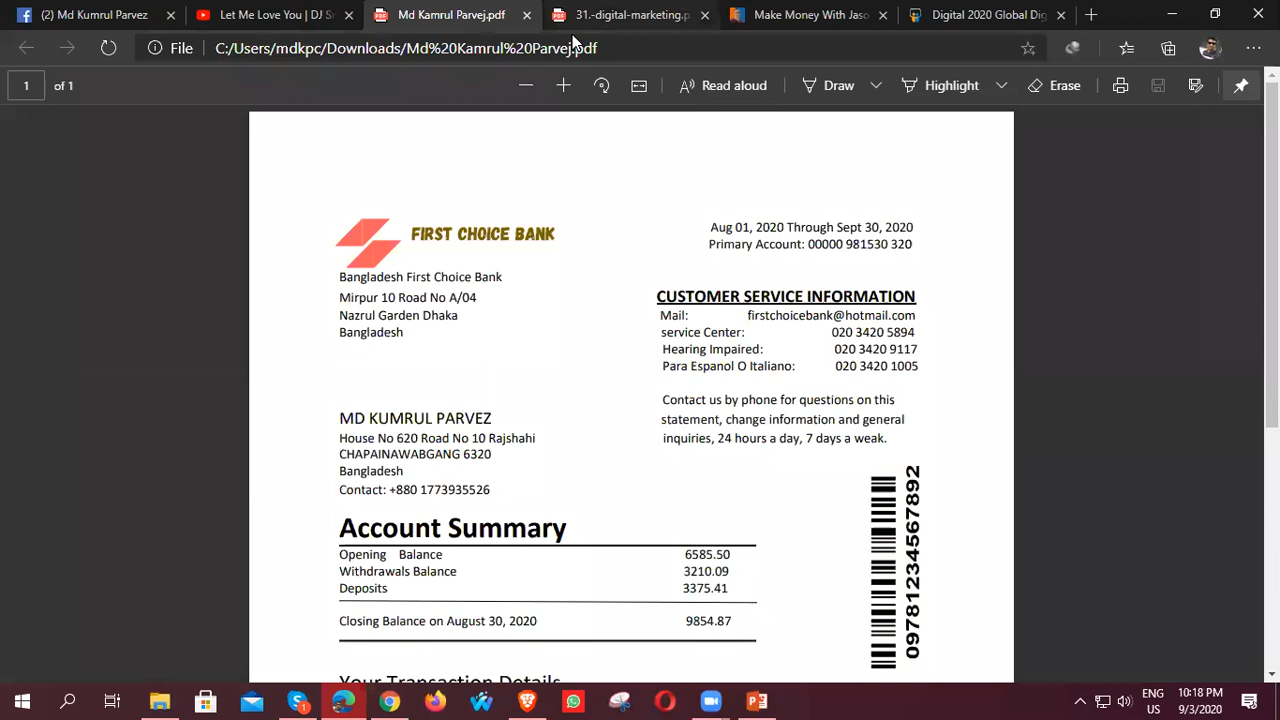 (2) Md Kamrul Parvez
Let Me Love You | DJ S
Md Kamrul Parvej.pdf
31.-digital-marketing.p
Make Money With Jaso
Digital 2020 Global Dig
File
C:/Users/mdkpc/Downloads/Md%20Kamrul%20Parvej.pdf
1 of 1
Read aloud
Draw
Highlight
Erase
FIRST CHOICE BANK
Bangladesh First Choice Bank
Mirpur 10 Road No A/04
Nazrul Garden Dhaka
Bangladesh
Aug 01, 2020 Through Sept 30, 2020
Primary Account: 00000 981530 320
CUSTOMER SERVICE INFORMATION
Mail: firstchoicebank@hotmail.com
service Center: 020 3420 5894
Hearing Impaired: 020 3420 9117
Para Espanol O Italiano: 020 3420 1005
Contact us by phone for questions on this
statement, change information and general
inquiries, 24 hours a day, 7 days a weak.
MD KUMRUL PARVEZ
House No 620 Road No 10 Rajshahi
CHAPAINAWABGANG 6320
Bangladesh
Contact: +880 1773935526
Account Summary
Opening Balance 6585.50
Withdrawals Balance 3210.09
Deposits 3375.41
Closing Balance on August 30, 2020 9854.87
0978123456789​2
Your Transaction Details
ENG
US
10:18 PM
9/3/2020